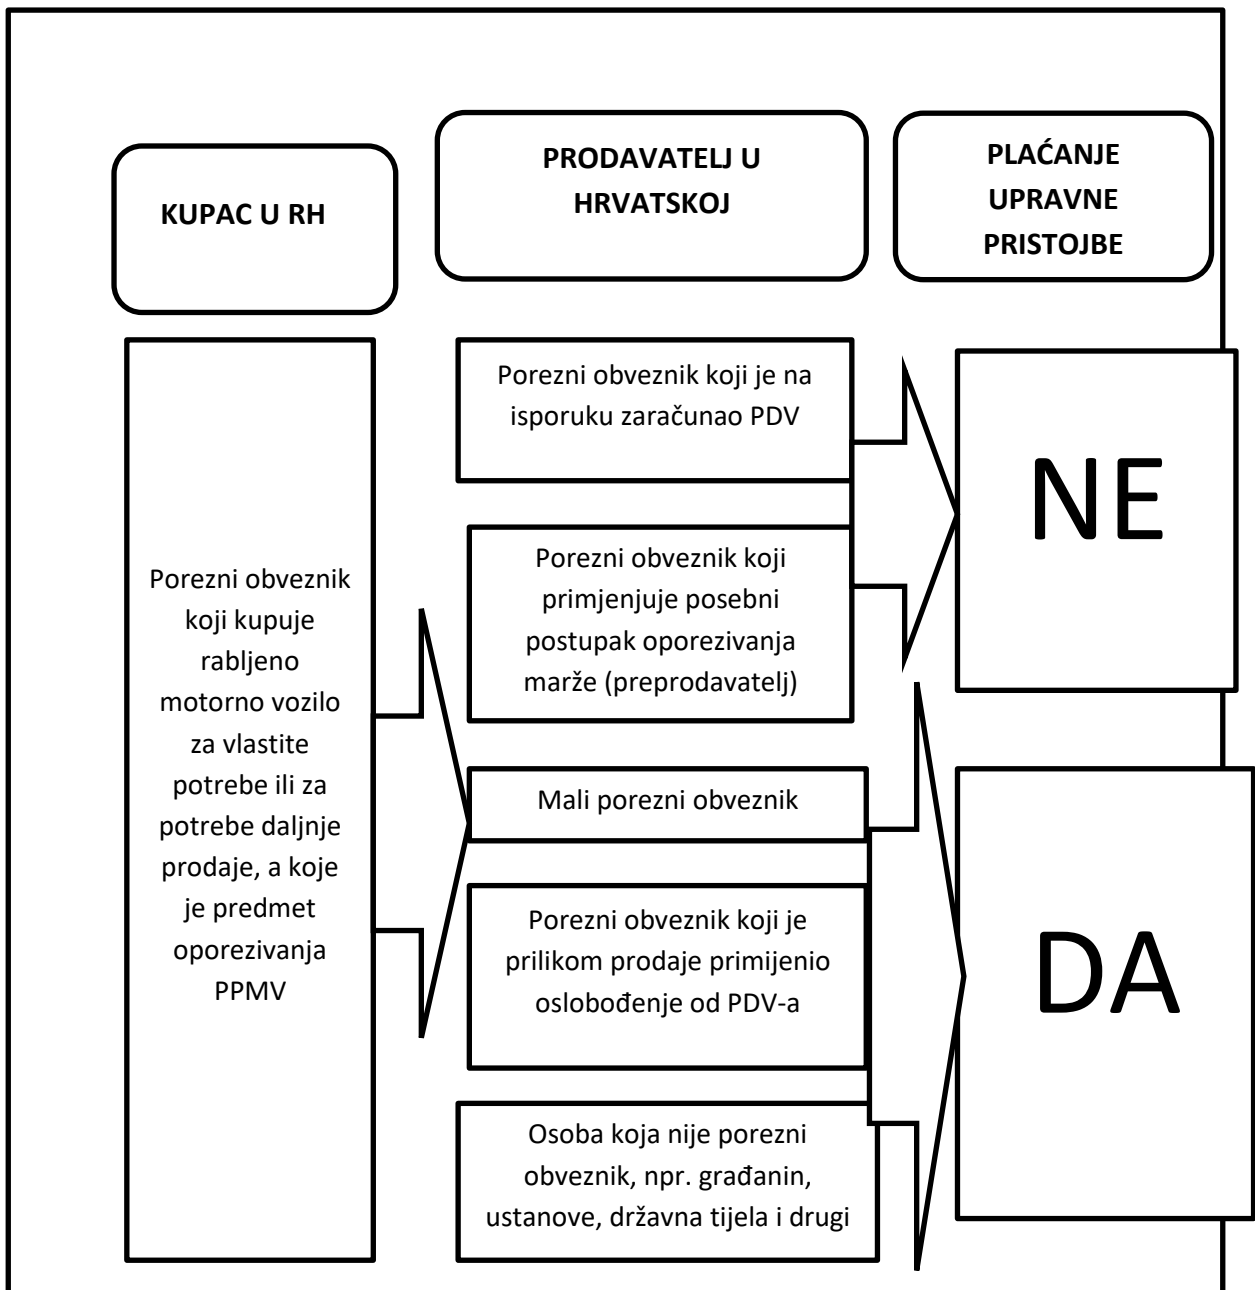 KUPAC U RH
PRODAVATELJ U
HRVATSKOJ
PLAĆANJE
UPRAVNE
PRISTOJBE
Porezni obveznik
koji kupuje
rabljeno
motorno vozilo
za vlastite
potrebe ili za
potrebe daljnje
prodaje, a koje
je predmet
oporezivanja
PPMV
Porezni obveznik koji je na
isporuku zaračunao PDV
Porezni obveznik koji
primjenjuje posebni
postupak oporezivanja
marže (preprodavatelj)
Mali porezni obveznik
Porezni obveznik koji je
prilikom prodaje primijenio
oslobođenje od PDV-a
Osoba koja nije porezni
obveznik, npr. građanin,
ustanove, državna tijela i drugi
NE
DA